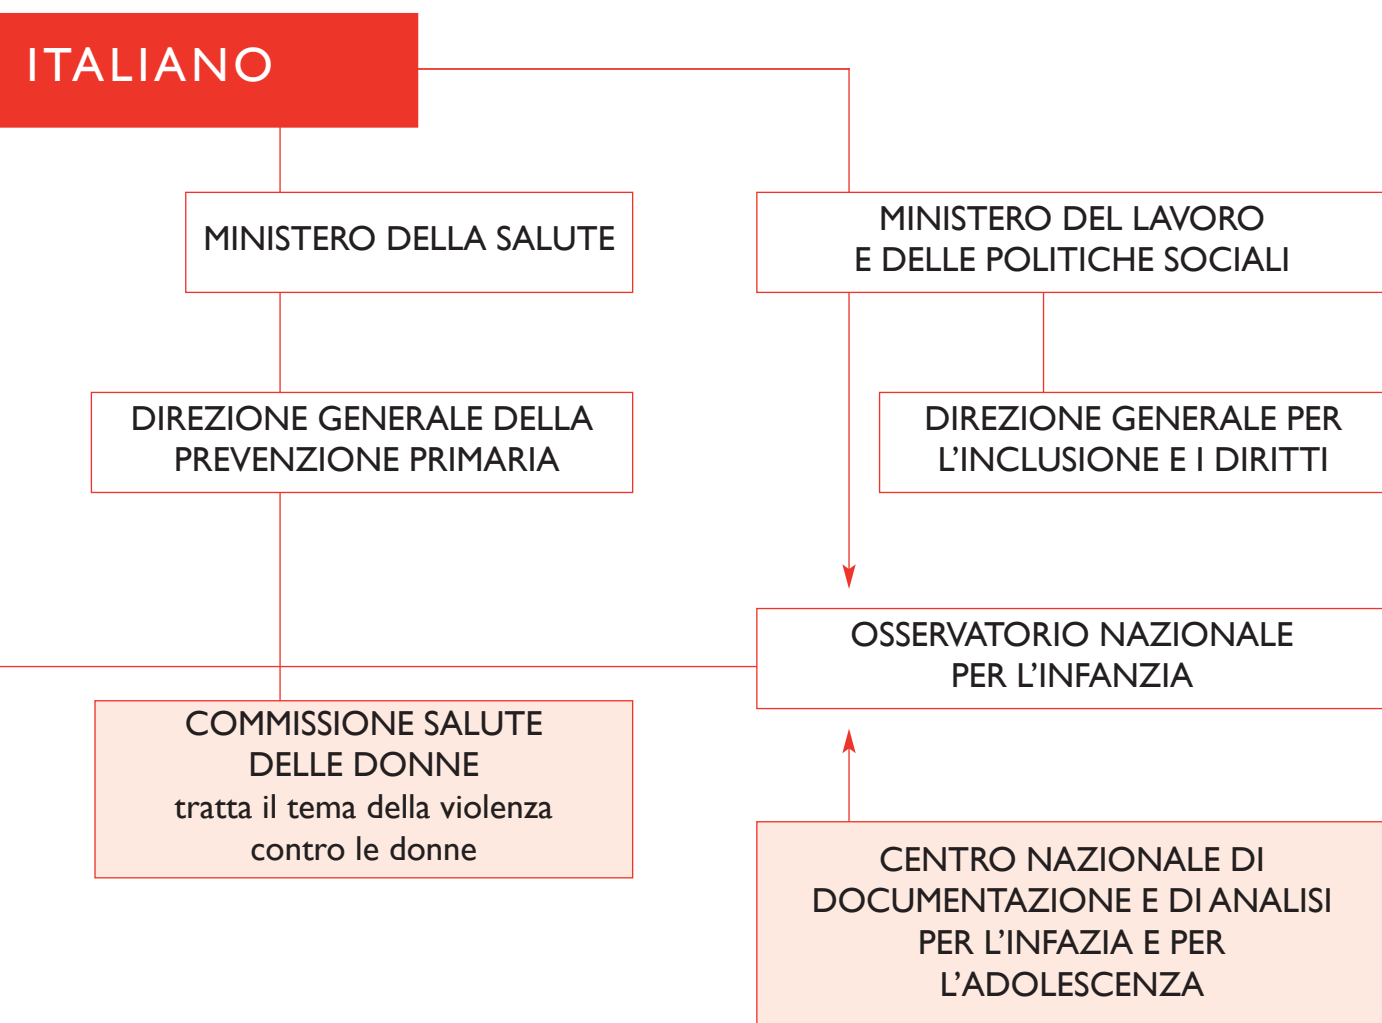 ITALIANO
MINISTERO DELLA SALUTE
MINISTERO DEL LAVORO
E DELLE POLITICHE SOCIALI
DIREZIONE GENERALE DELLA
PREVENZIONE PRIMARIA
DIREZIONE GENERALE PER
L'INCLUSIONE E I DIRITTI
OSSERVATORIO NAZIONALE
PER L'INFANZIA
COMMISSIONE SALUTE
DELLE DONNE
tratta il tema della violenza
contro le donne
CENTRO NAZIONALE DI
DOCUMENTAZIONE E DI ANALISI
PER L'INFAZIA E PER
L'ADOLESCENZA